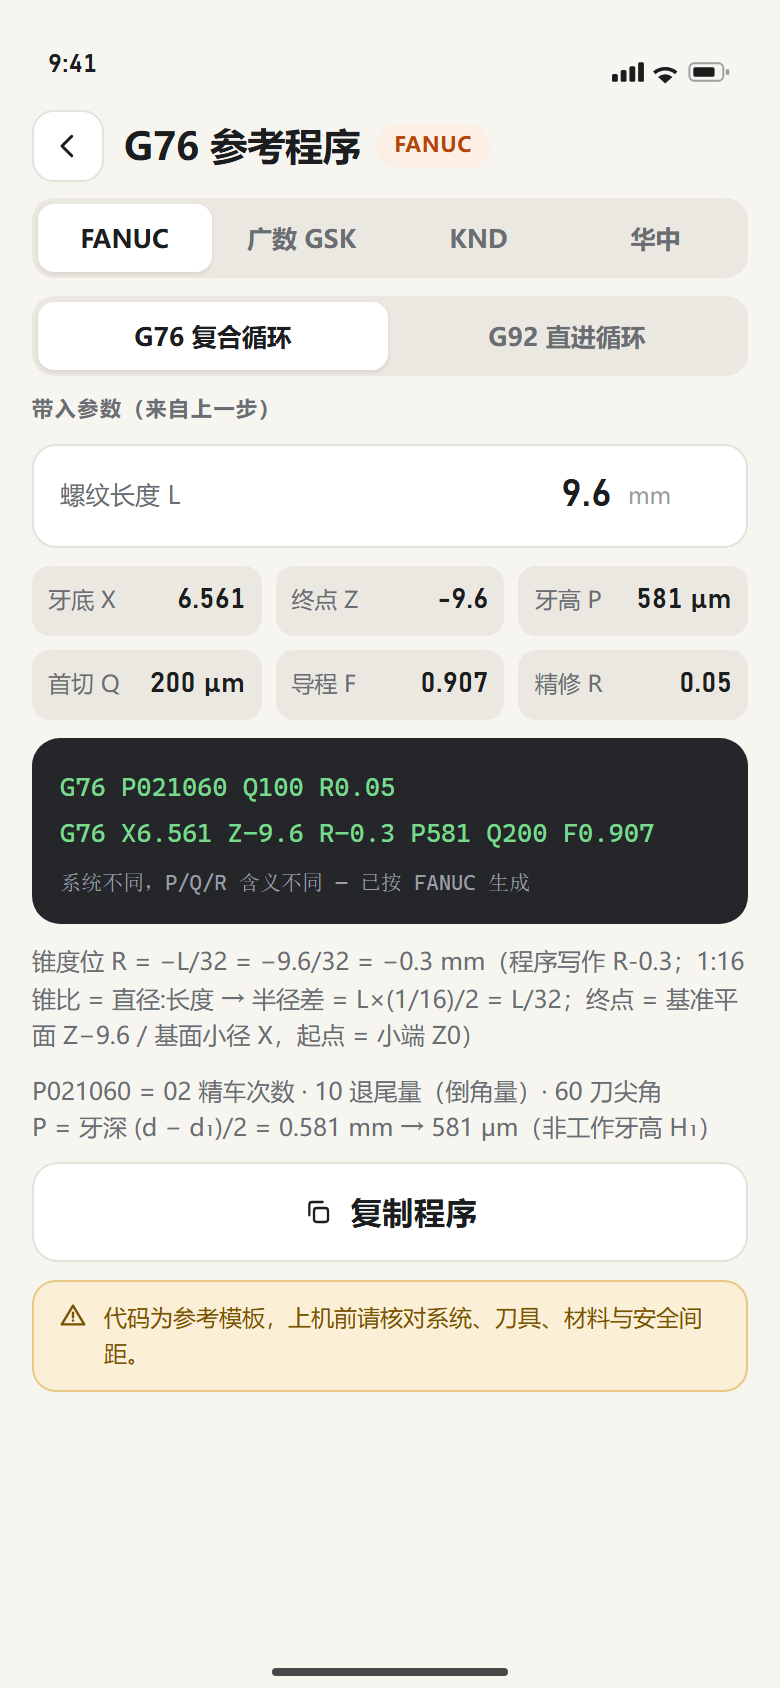 9:41
G76 参考程序 FANUC
FANUC 广数 GSK KND 华中
G76 复合循环 G92 直进循环
带入参数（来自上一步）
螺纹长度 L 9.6 mm
牙底 X 6.561 终点 Z -9.6 牙高 P 581 µm
首切 Q 200 µm 导程 F 0.907 精修 R 0.05
G76 P021060 Q100 R0.05
G76 X6.561 Z−9.6 R−0.3 P581 Q200 F0.907
系统不同，P/Q/R 含义不同 — 已按 FANUC 生成
锥度位 R = −L/32 = −9.6/32 = −0.3 mm（程序写作 R-0.3；1:16
锥比 = 直径:长度 → 半径差 = L×(1/16)/2 = L/32；终点 = 基准平
面 Z−9.6 / 基面小径 X，起点 = 小端 Z0）
P021060 = 02 精车次数 · 10 退尾量（倒角量）· 60 刀尖角
P = 牙深 (d − d₁)/2 = 0.581 mm → 581 µm（非工作牙高 H₁）
复制程序
代码为参考模板，上机前请核对系统、刀具、材料与安全间
距。